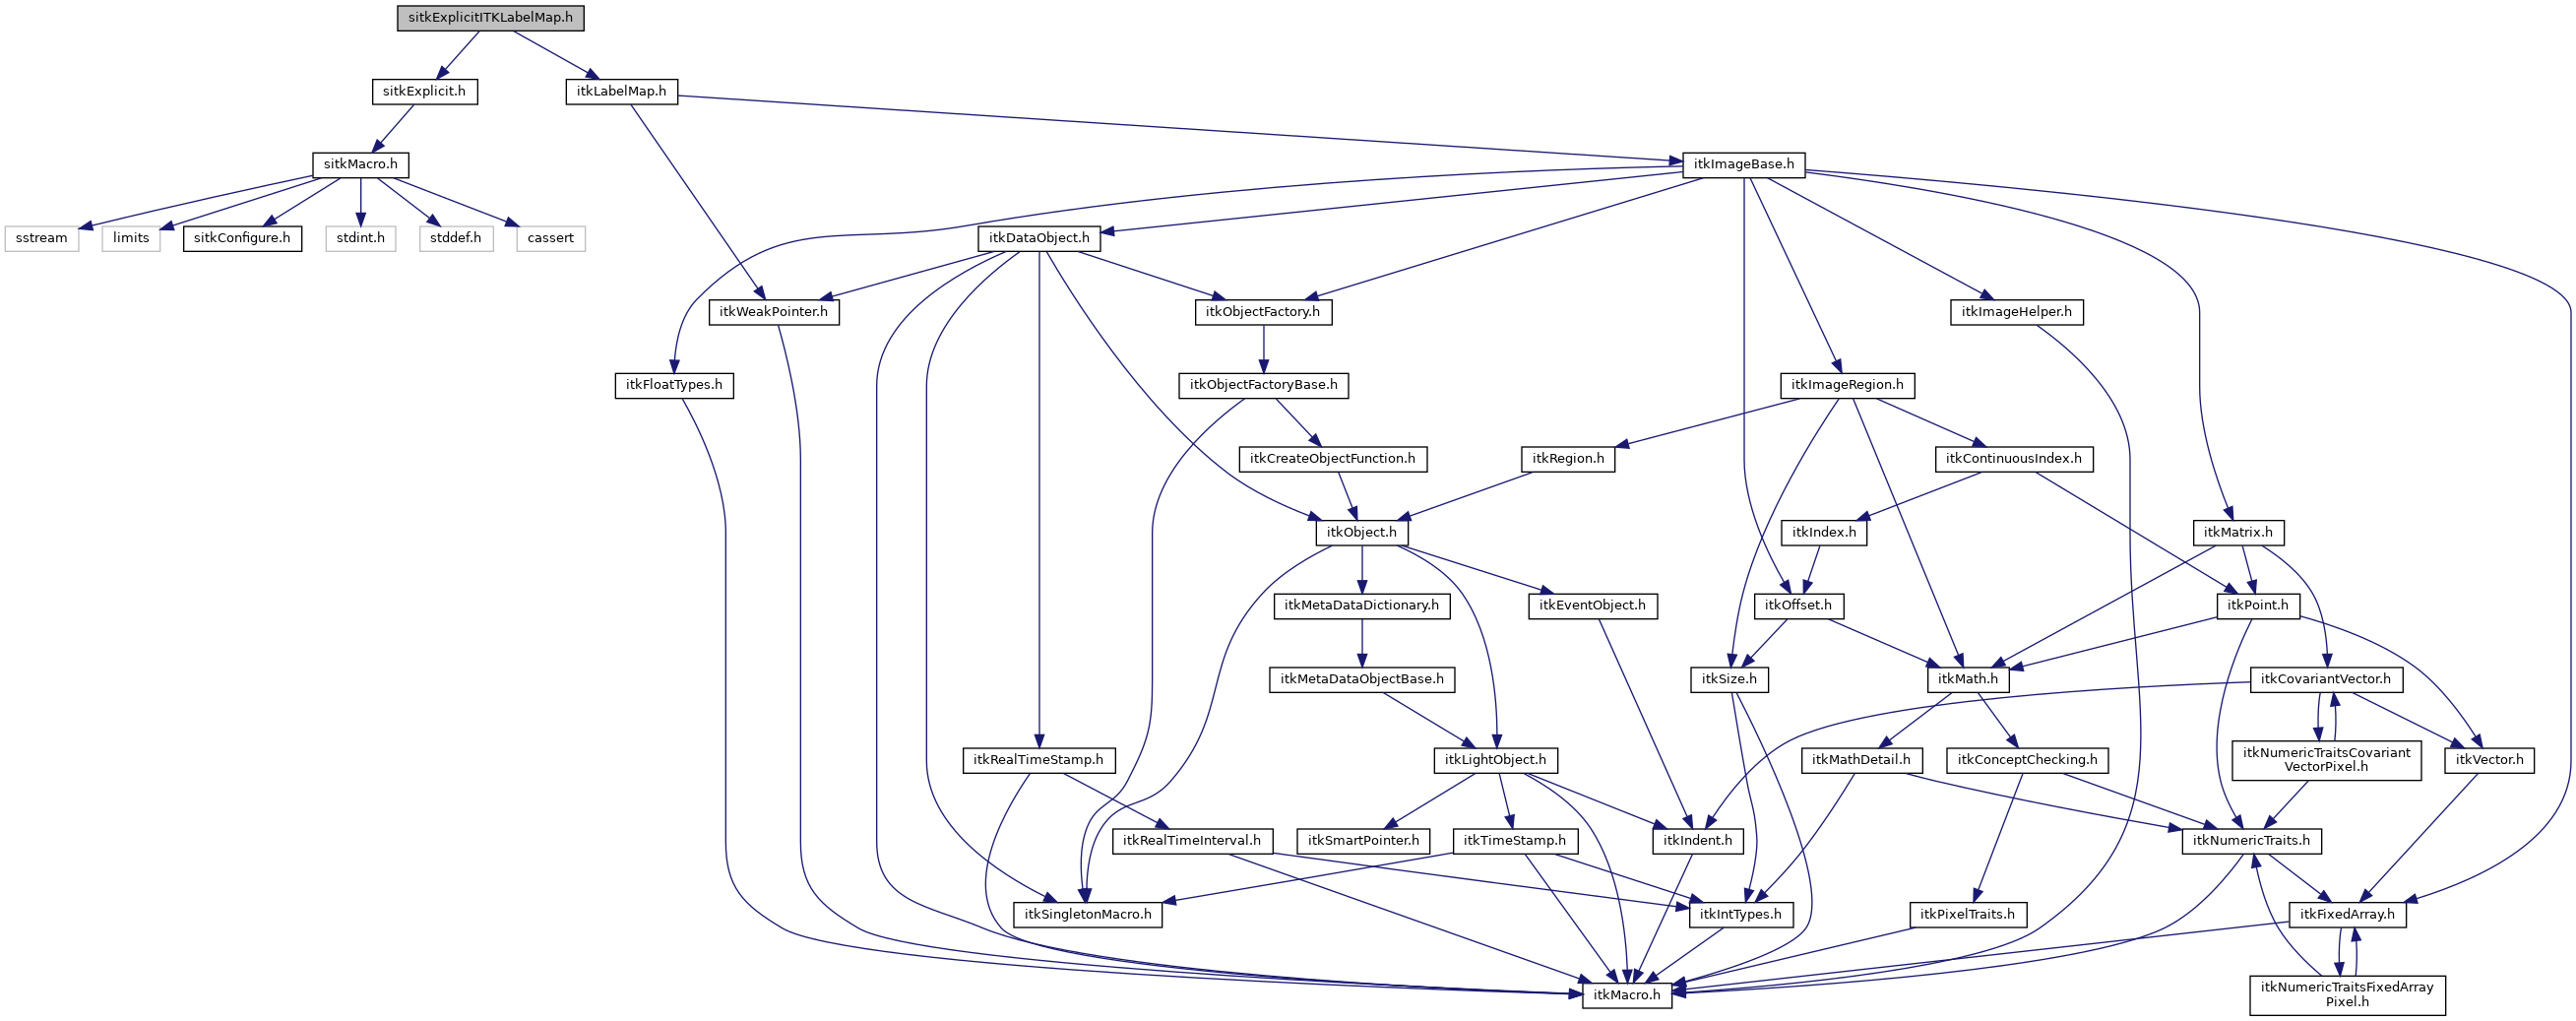 sitkExplicitITKLabelMap.h
sitkExplicit.h
itkLabelMap.h
sitkMacro.h
itkImageBase.h
sstream
limits
sitkConfigure.h
stdint.h
stddef.h
cassert
itkDataObject.h
itkWeakPointer.h
itkObjectFactory.h
itkImageHelper.h
itkFloatTypes.h
itkObjectFactoryBase.h
itkImageRegion.h
itkCreateObjectFunction.h
itkRegion.h
itkContinuousIndex.h
itkObject.h
itkIndex.h
itkMatrix.h
itkMetaDataDictionary.h
itkEventObject.h
itkOffset.h
itkPoint.h
itkMetaDataObjectBase.h
itkSize.h
itkMath.h
itkCovariantVector.h
itkRealTimeStamp.h
itkLightObject.h
itkMathDetail.h
itkConceptChecking.h
itkNumericTraitsCovariant
VectorPixel.h
itkVector.h
itkRealTimeInterval.h
itkSmartPointer.h
itkTimeStamp.h
itkIndent.h
itkNumericTraits.h
itkSingletonMacro.h
itkIntTypes.h
itkPixelTraits.h
itkFixedArray.h
itkMacro.h
itkNumericTraitsFixedArray
Pixel.h